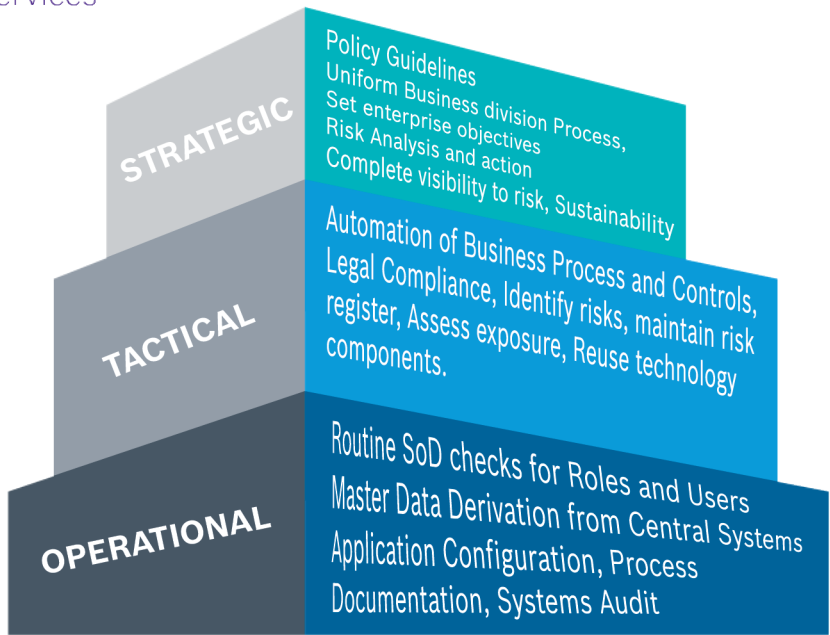 STRATEGIC
Policy Guidelines
Uniform Business division Process,
Set enterprise objectives
Risk Analysis and action
Complete visibility to risk, Sustainability
TACTICAL
Automation of Business Process and Controls,
Legal Compliance, Identify risks, maintain risk
register, Assess exposure, Reuse technology
components.
OPERATIONAL
Routine SoD checks for Roles and Users
Master Data Derivation from Central Systems
Application Configuration, Process
Documentation, Systems Audit